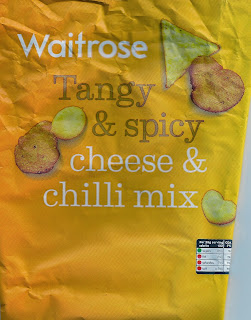 Waitrose
Tangy
& spicy
cheese &
chilli mix